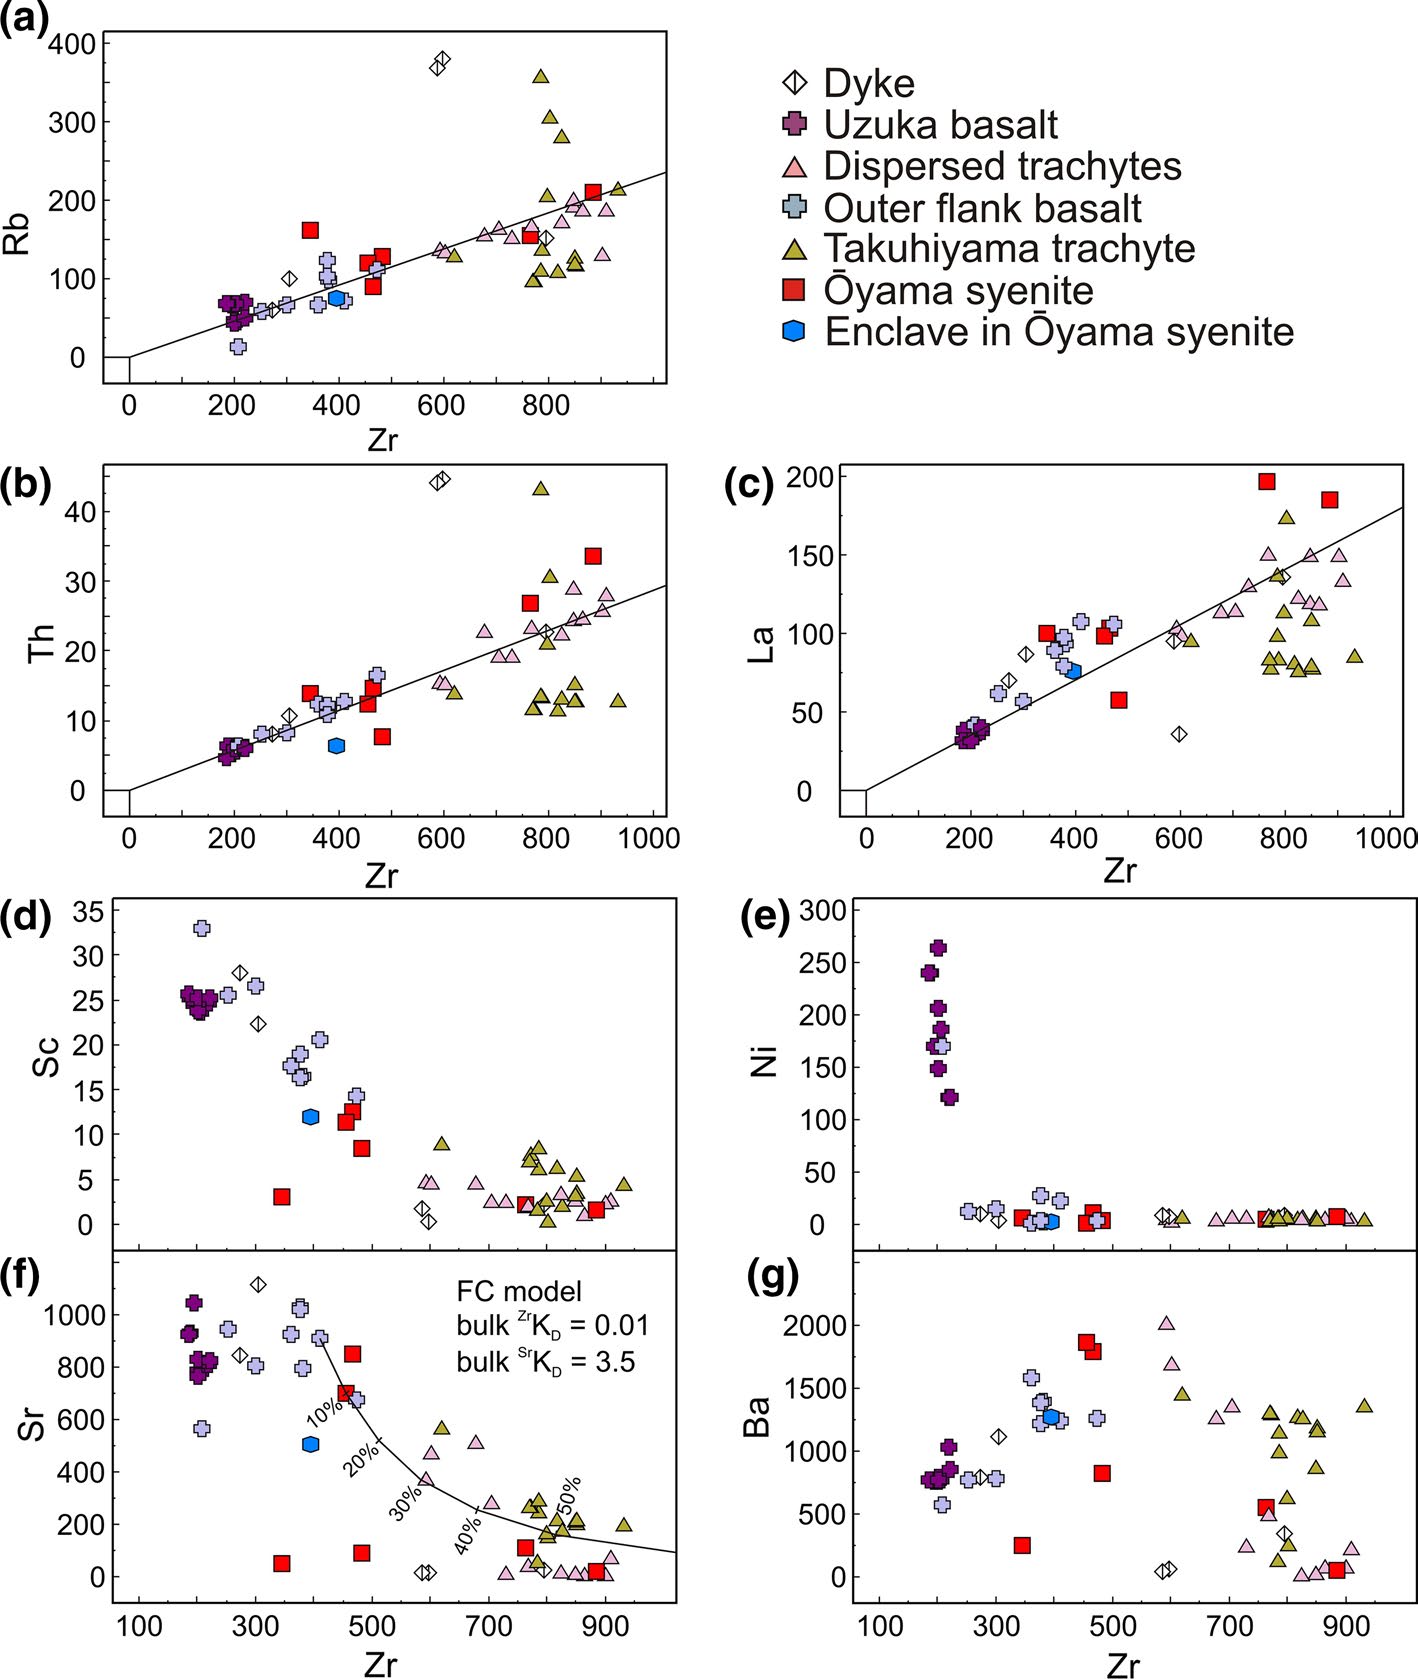 (a)
400
300
200
100
0
Rb
0 200 400 600 800
Zr
Dyke
Uzuka basalt
Dispersed trachytes
Outer flank basalt
Takuhiyama trachyte
Ōyama syenite
Enclave in Ōyama syenite
(b)
40
30
20
10
0
Th
0 200 400 600 800 1000
Zr
(c)
200
150
100
50
0
La
0 200 400 600 800 1000
Zr
(d)
35
30
25
20
15
10
5
0
Sc
(e)
300
250
200
150
100
50
0
Ni
(f)
1000
800
600
400
200
0
Sr
FC model
bulk ZrKD = 0.01
bulk SrKD = 3.5
10%
20%
30%
40%
50%
100 300 500 700 900
Zr
(g)
2000
1500
1000
500
0
Ba
100 300 500 700 900
Zr